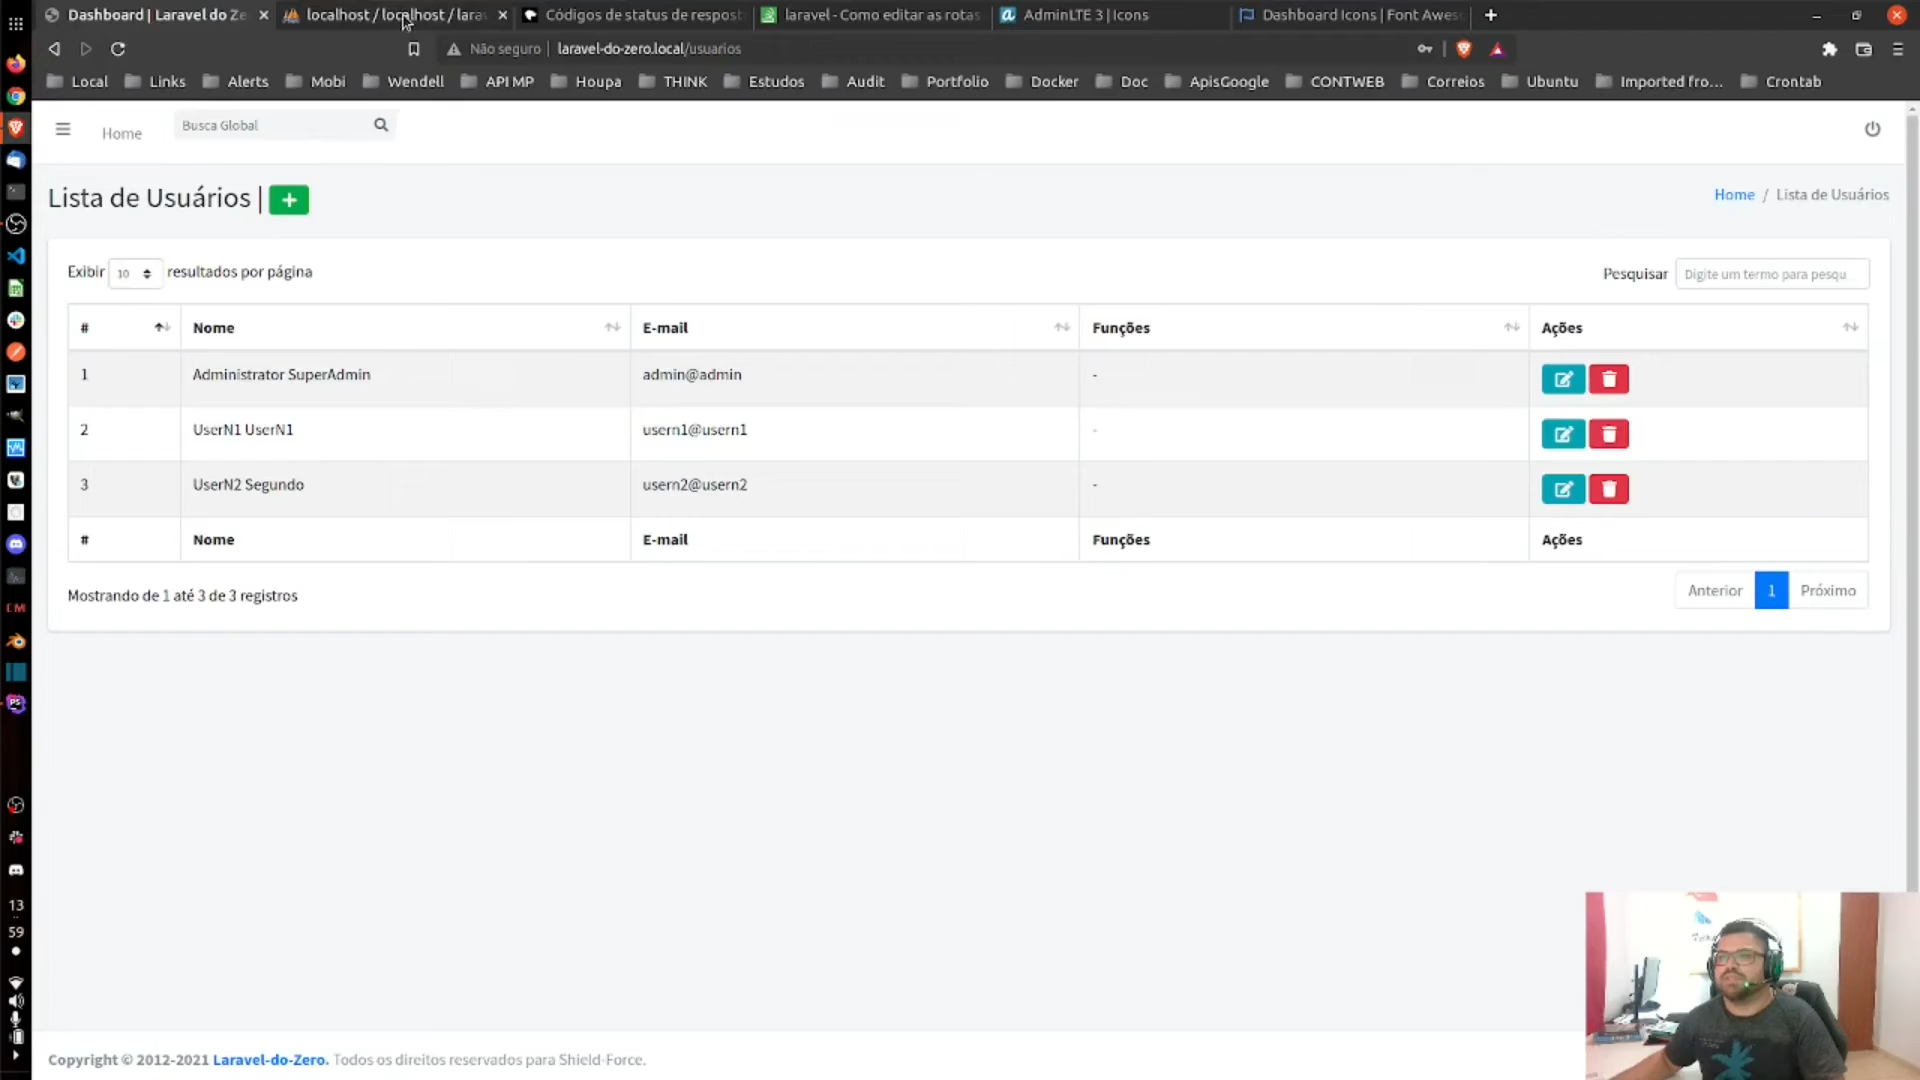 Dashboard | Laravel do Ze
localhost / localhost / lara
Códigos de status de respost
laravel - Como editar as rotas
AdminLTE 3 | Icons
Dashboard Icons | Font Awes
Não seguro
laravel-do-zero.local/usuarios
Local
Links
Alerts
Mobi
Wendell
API MP
Houpa
THINK
Estudos
Audit
Portfolio
Docker
Doc
ApisGoogle
CONTWEB
Correios
Ubuntu
Imported fro...
Crontab
Home
Busca Global
Lista de Usuários | +
Home / Lista de Usuários
Exibir 10 resultados por página
Pesquisar Digite um termo para pesqu
# Nome E-mail Funções Ações
1 Administrator SuperAdmin admin@admin -
2 UserN1 UserN1 usern1@usern1 -
3 UserN2 Segundo usern2@usern2 -
# Nome E-mail Funções Ações
Mostrando de 1 até 3 de 3 registros
Anterior 1 Próximo
13
59
Copyright © 2012-2021 Laravel-do-Zero. Todos os direitos reservados para Shield-Force.